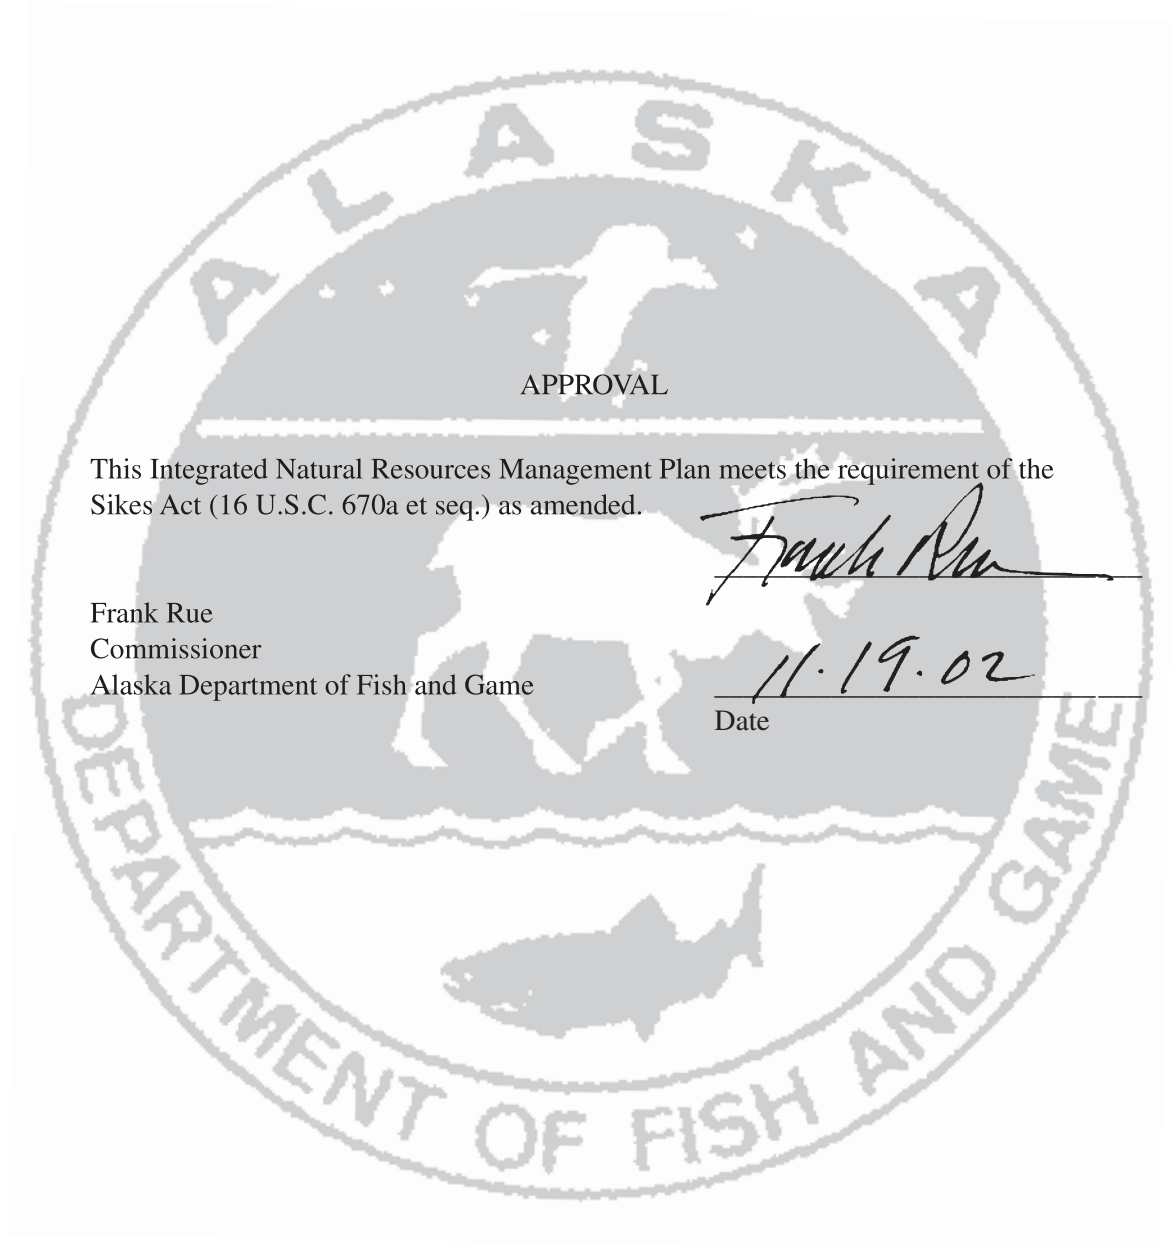 ALASKA
APPROVAL
This Integrated Natural Resources Management Plan meets the requirement of the
Sikes Act (16 U.S.C. 670a et seq.) as amended.
Frank Rue
Frank Rue
Commissioner
11.19.02
Alaska Department of Fish and Game
Date
DEPARTMENT OF FISH AND GAME